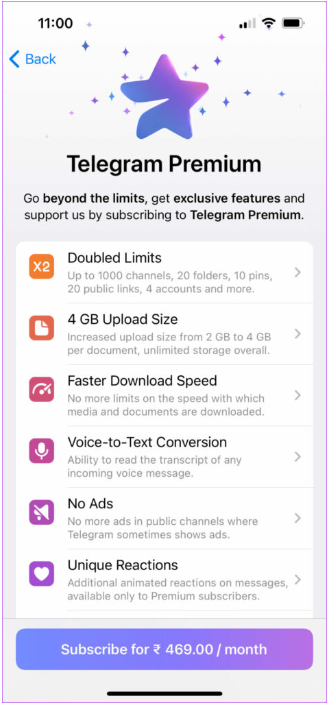 11:00
Back
Telegram Premium
Go beyond the limits, get exclusive features and
support us by subscribing to Telegram Premium.
X2
Doubled Limits
Up to 1000 channels, 20 folders, 10 pins,
20 public links, 4 accounts and more.
4 GB Upload Size
Increased upload size from 2 GB to 4 GB
per document, unlimited storage overall.
Faster Download Speed
No more limits on the speed with which
media and documents are downloaded.
Voice-to-Text Conversion
Ability to read the transcript of any
incoming voice message.
No Ads
No more ads in public channels where
Telegram sometimes shows ads.
Unique Reactions
Additional animated reactions on messages,
available only to Premium subscribers.
Subscribe for ₹ 469.00 / month